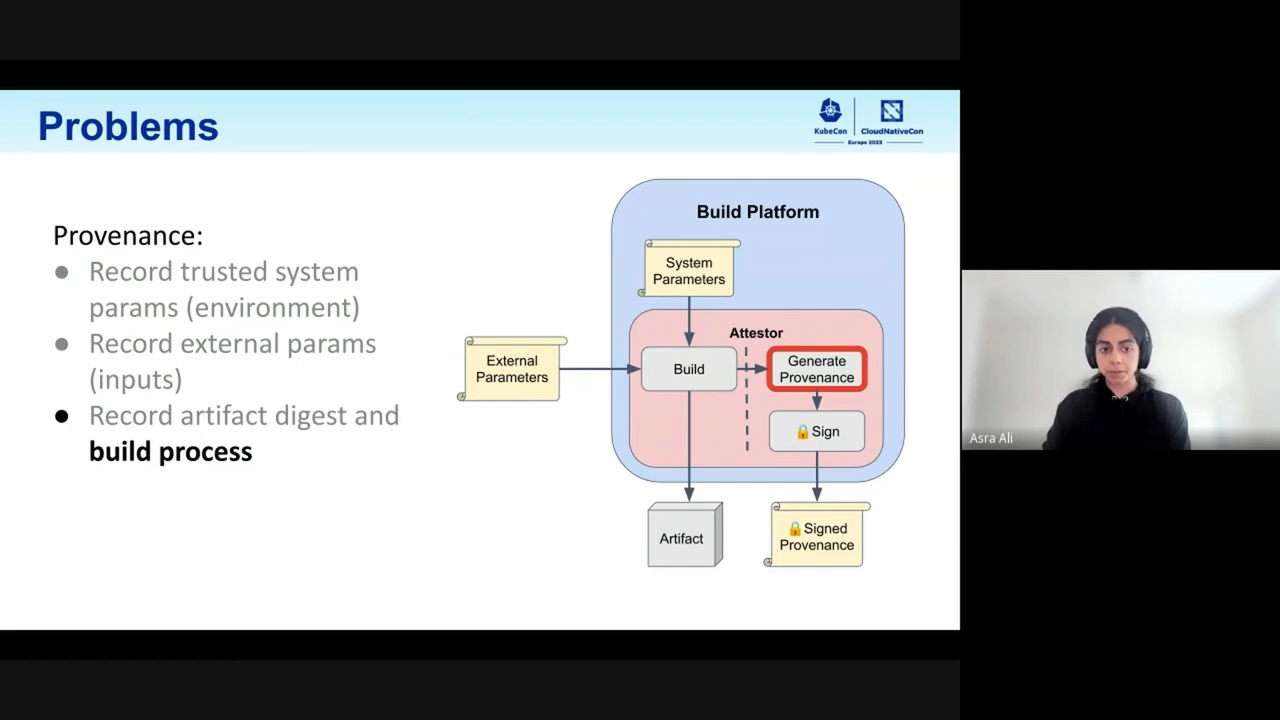 Problems
KubeCon
CloudNativeCon
Europe 2023
Provenance:
● Record trusted system
params (environment)
● Record external params
(inputs)
● Record artifact digest and
build process
Build Platform
System
Parameters
Attestor
External
Parameters
Build
Generate
Provenance
🔒Sign
Artifact
🔒Signed
Provenance
Asra Ali